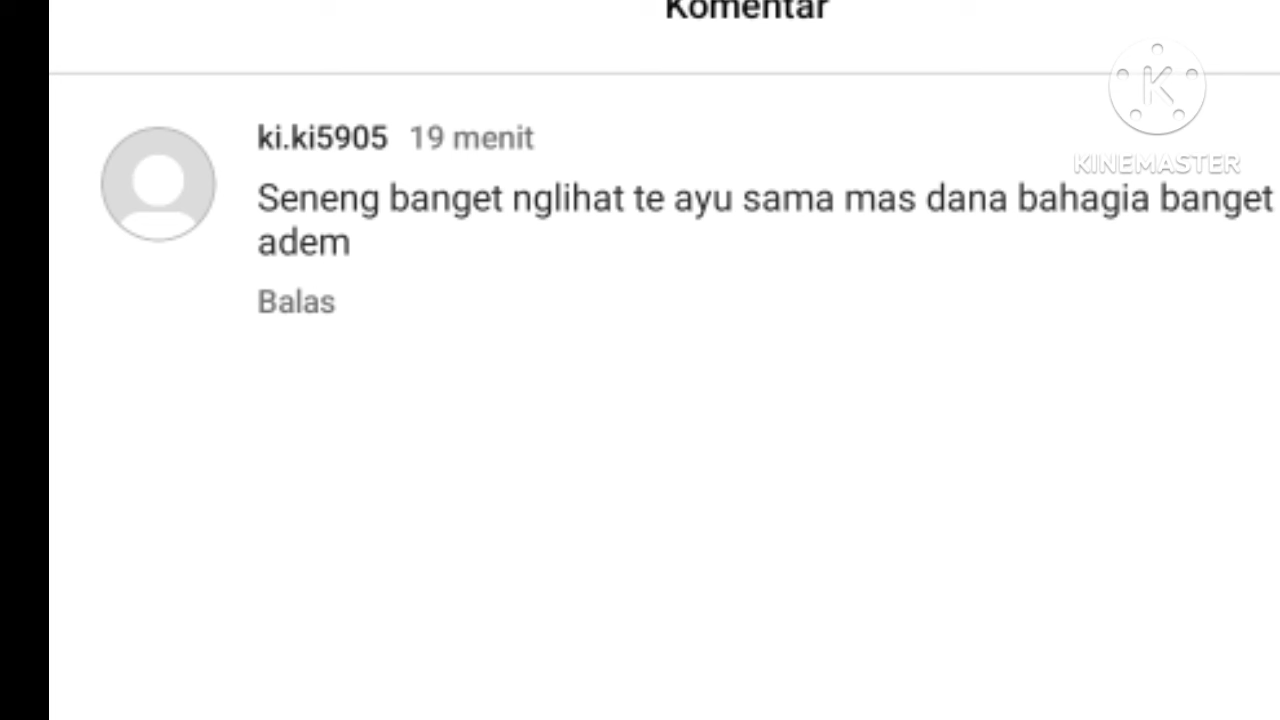 Komentar
ki.ki5905 19 menit
KINEMASTER
Seneng banget nglihat te ayu sama mas dana bahagia banget
adem
Balas